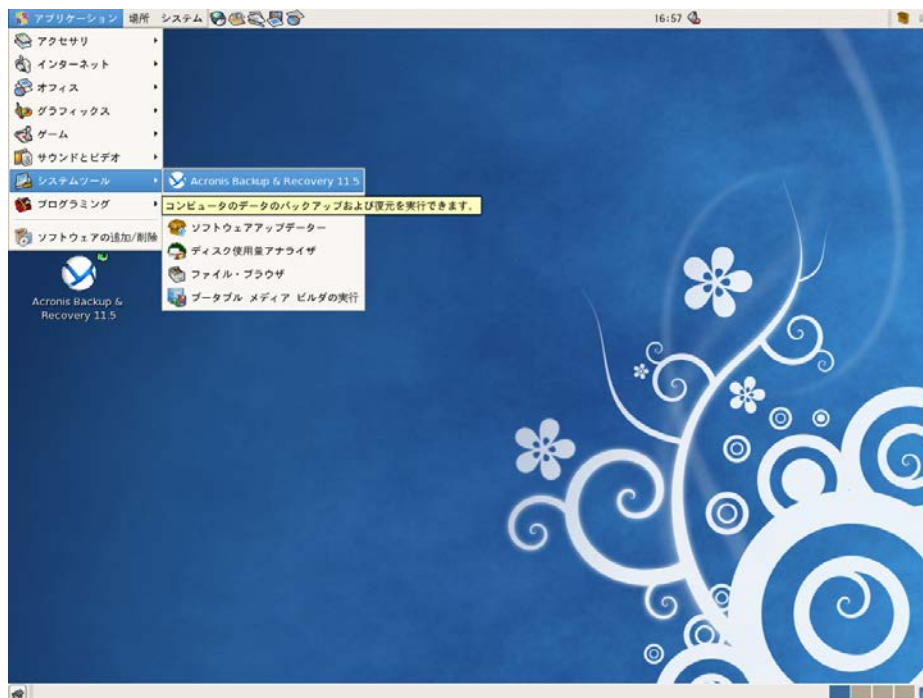 アプリケーション 場所 システム 16:57
アクセサリ
インターネット
オフィス
グラフィックス
ゲーム
サウンドとビデオ
システムツール
プログラミング
ソフトウェアの追加/削除
Acronis Backup & Recovery 11.5
コンピュータのデータのバックアップおよび復元を実行できます。
ソフトウェアアップデーター
ディスク使用量アナライザ
ファイル・ブラウザ
ブータブル メディア ビルダの実行
Acronis Backup &
Recovery 11.5